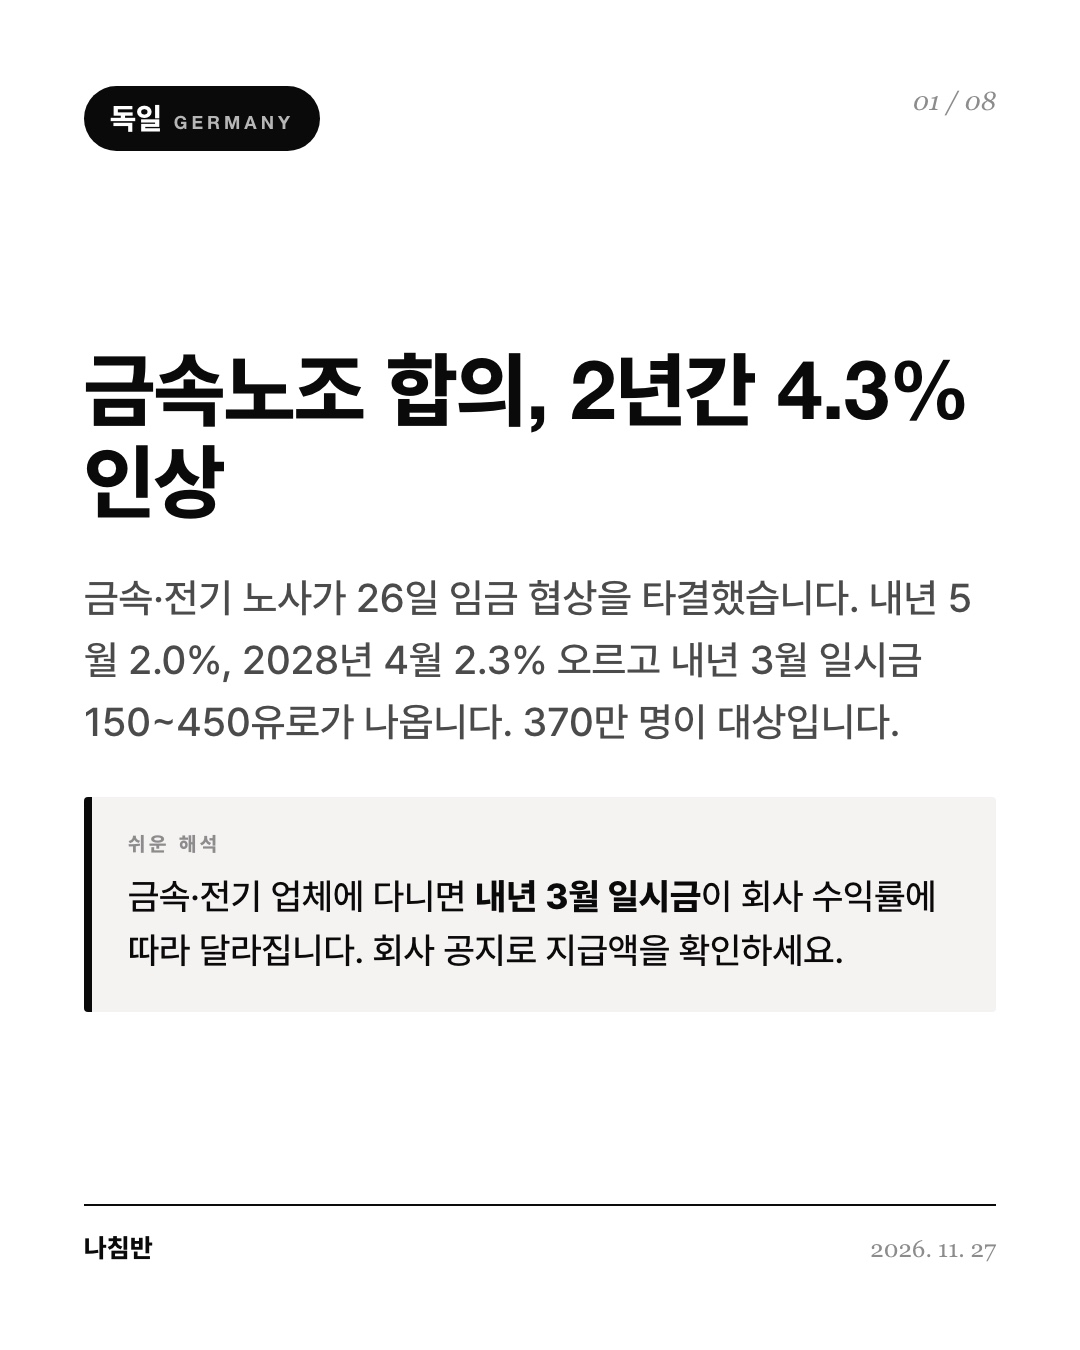 독일 GERMANY
01 / 08
금속노조 합의, 2년간 4.3%
인상
금속·전기 노사가 26일 임금 협상을 타결했습니다. 내년 5
월 2.0%, 2028년 4월 2.3% 오르고 내년 3월 일시금
150~450유로가 나옵니다. 370만 명이 대상입니다.
쉬운 해석
금속·전기 업체에 다니면 내년 3월 일시금이 회사 수익률에
따라 달라집니다. 회사 공지로 지급액을 확인하세요.
나침반
2026. 11. 27